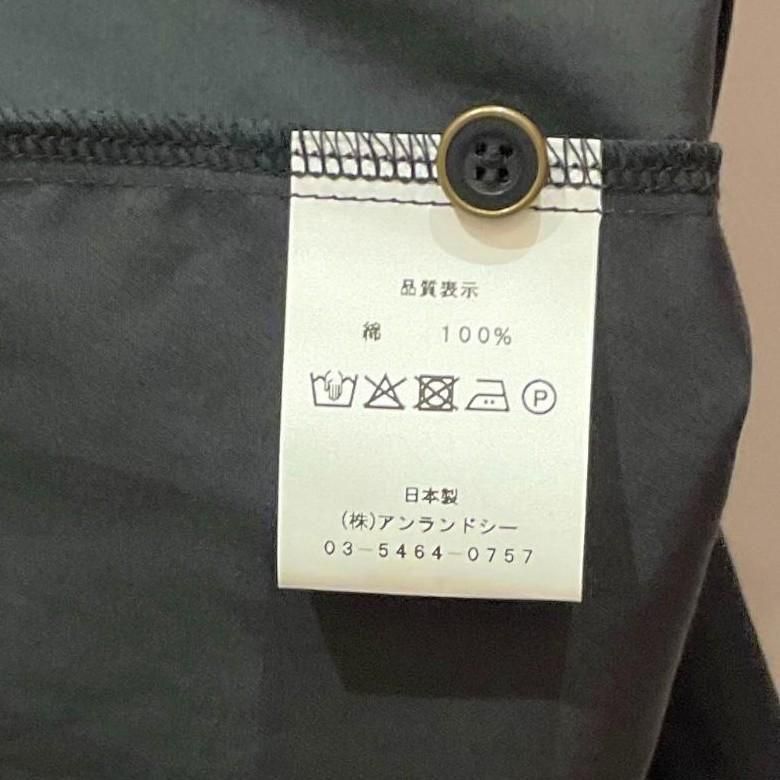 品質表示
綿 100%
P
日本製
(株)アンランドシー
03-5464-0757